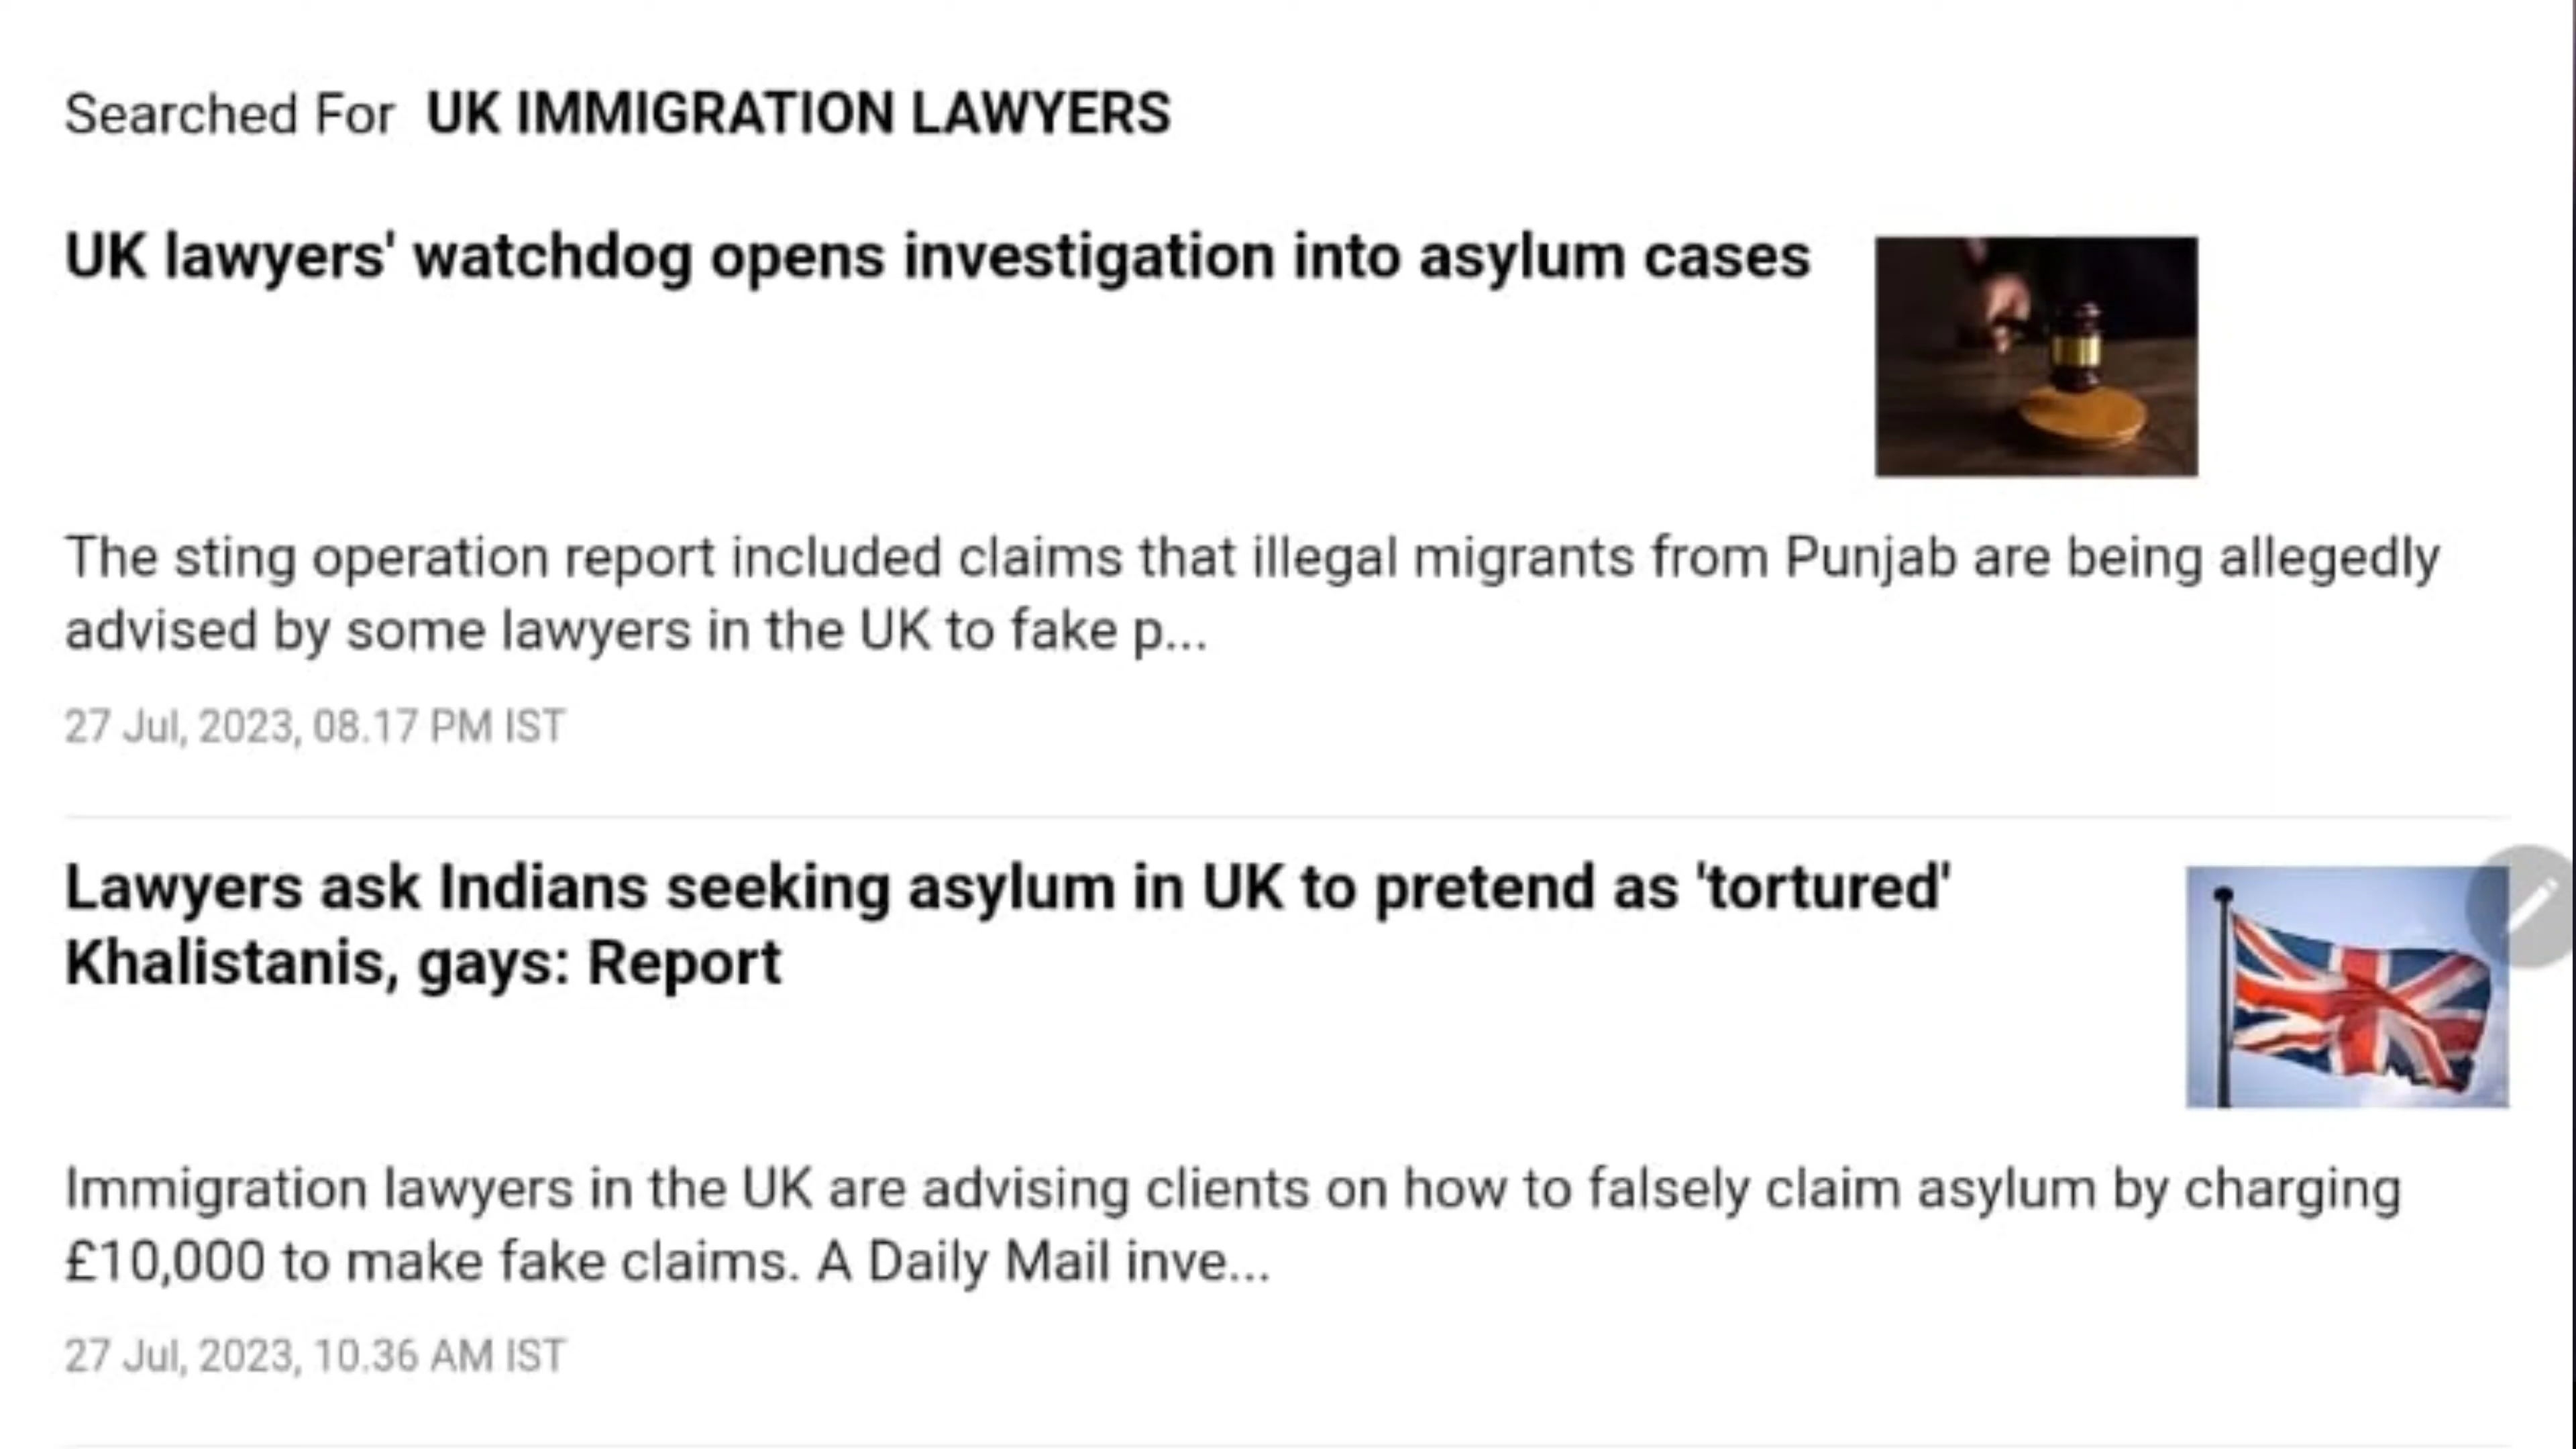 Searched For UK IMMIGRATION LAWYERS
UK lawyers' watchdog opens investigation into asylum cases
The sting operation report included claims that illegal migrants from Punjab are being allegedly
advised by some lawyers in the UK to fake p...
27 Jul, 2023, 08.17 PM IST
Lawyers ask Indians seeking asylum in UK to pretend as 'tortured'
Khalistanis, gays: Report
Immigration lawyers in the UK are advising clients on how to falsely claim asylum by charging
£10,000 to make fake claims. A Daily Mail inve...
27 Jul, 2023, 10.36 AM IST